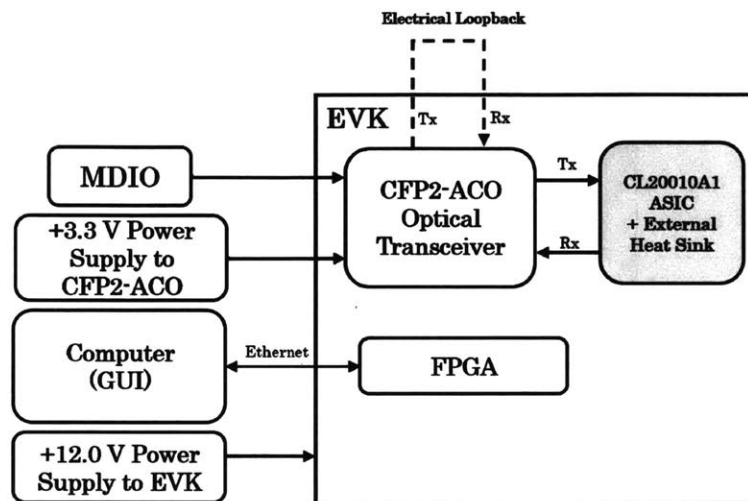 Electrical Loopback
EVK
Tx
Rx
MDIO
CFP2-ACO
Optical
Transceiver
Tx
Rx
CL20010A1
ASIC
+ External
Heat Sink
+3.3 V Power
Supply to
CFP2-ACO
Computer
(GUI)
Ethernet
FPGA
+12.0 V Power
Supply to EVK